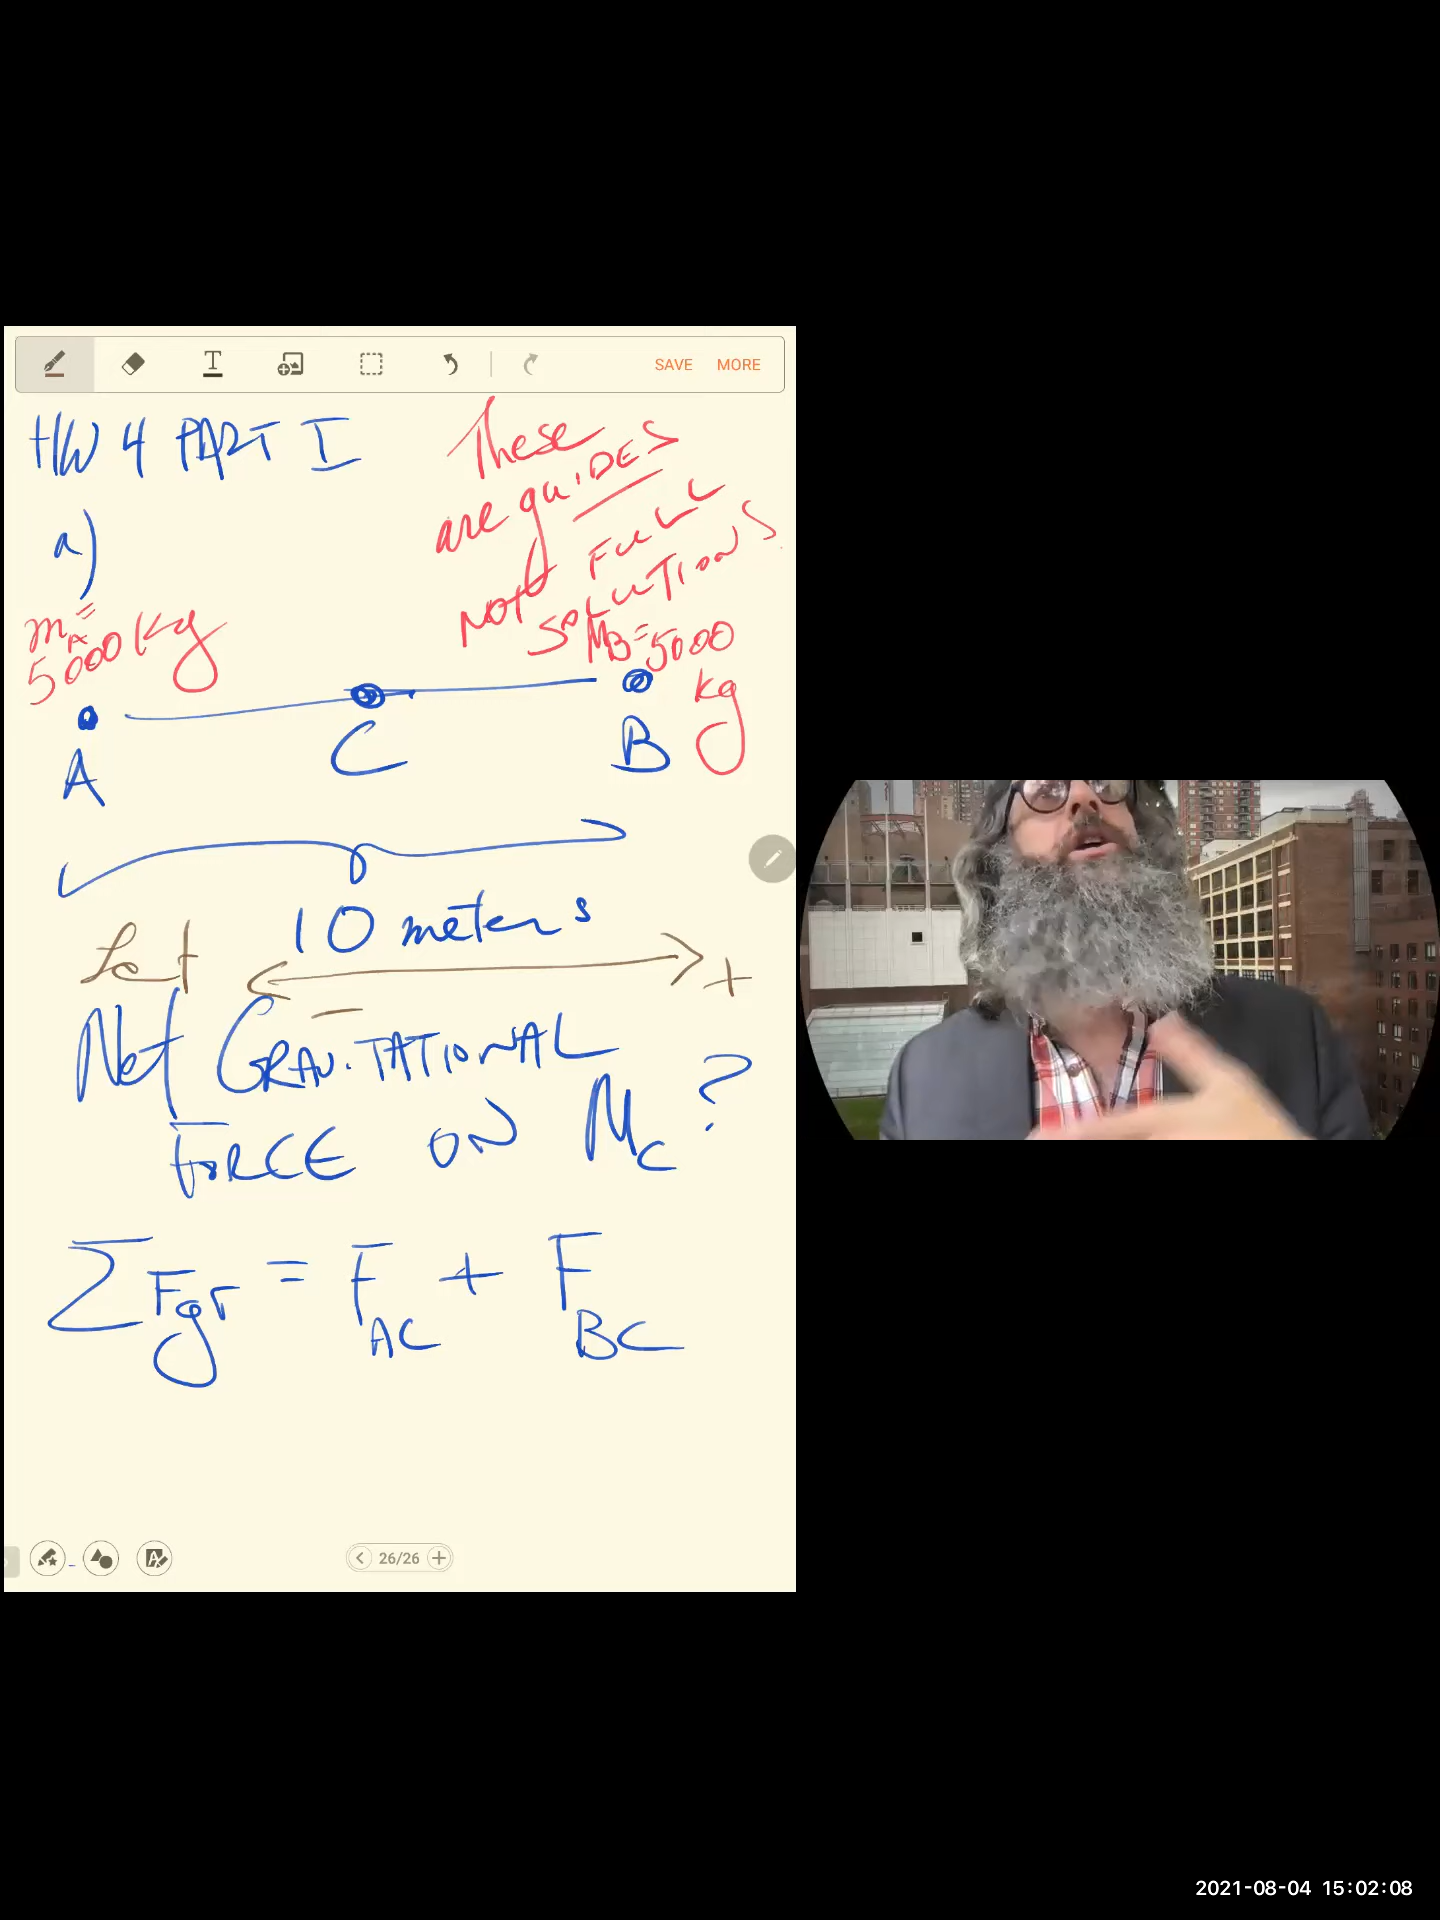 T
SAVE MORE
HW 4 PART I
These
are guIDES
Not FULL
SOLUTIONS
a)
mA=
5000 kg
MB=5000
kg
A
C
B
10 meters
Let
- +
Net GRAVITATIONAL
FORCE ON MC ?
ΣFgr = FAC + FBC
A
26/26
2021-08-04 15:02:08